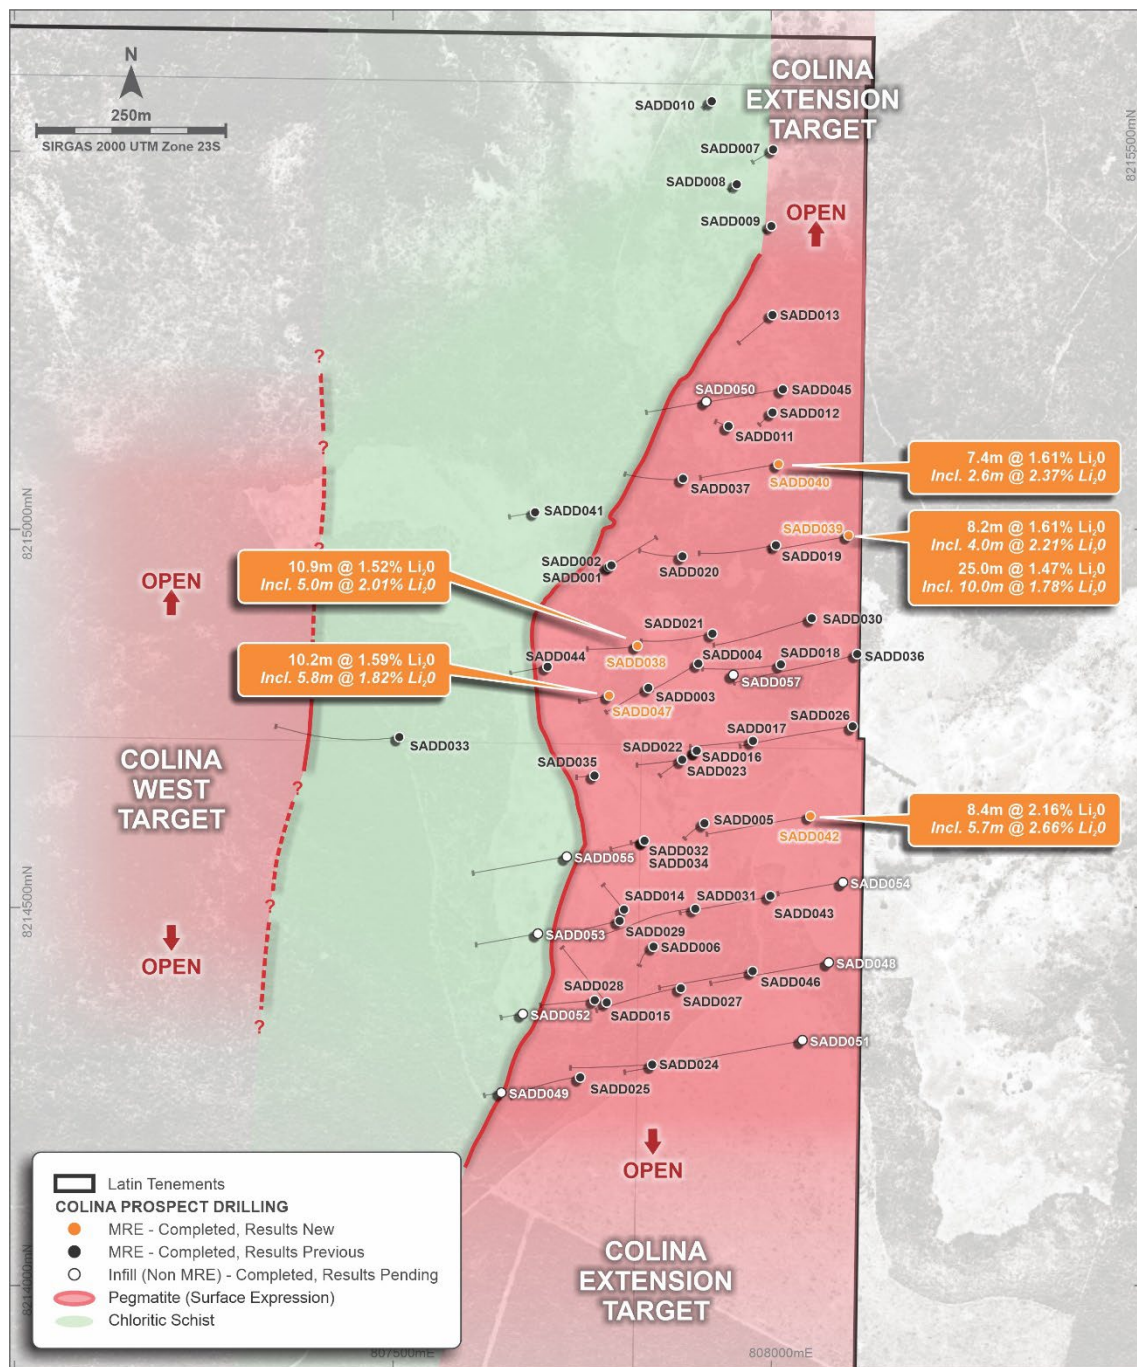 N
250m
SIRGAS 2000 UTM Zone 23S
COLINA
EXTENSION
TARGET
8215500mN
SADD010
SADD007
SADD008
SADD009
OPEN
SADD013
?
SADD050
SADD045
SADD012
SADD011
?
7.4m @ 1.61% Li₂0
Incl. 2.6m @ 2.37% Li₂0
SADD037
SADD040
8215000mN
SADD041
SADD039
8.2m @ 1.61% Li₂0
Incl. 4.0m @ 2.21% Li₂0
25.0m @ 1.47% Li₂0
Incl. 10.0m @ 1.78% Li₂0
?
SADD002
SADD001
SADD020
SADD019
OPEN
10.9m @ 1.52% Li₂0
Incl. 5.0m @ 2.01% Li₂0
SADD021
SADD030
SADD038
SADD004
SADD018
SADD036
SADD044
10.2m @ 1.59% Li₂0
Incl. 5.8m @ 1.82% Li₂0
SADD057
SADD003
SADD047
SADD026
SADD017
SADD033
SADD022
SADD016
SADD023
COLINA
WEST
TARGET
SADD035
?
8.4m @ 2.16% Li₂0
Incl. 5.7m @ 2.66% Li₂0
SADD005
SADD042
SADD032
SADD034
SADD055
SADD054
8214500mN
?
SADD014
SADD031
SADD043
SADD053
SADD029
SADD006
OPEN
SADD048
SADD028
SADD046
SADD027
SADD052
SADD015
?
SADD051
SADD024
SADD025
SADD049
OPEN
Latin Tenements
COLINA PROSPECT DRILLING
MRE - Completed, Results New
MRE - Completed, Results Previous
Infill (Non MRE) - Completed, Results Pending
Pegmatite (Surface Expression)
Chloritic Schist
COLINA
EXTENSION
TARGET
8214000mN
807500mE
808000mE